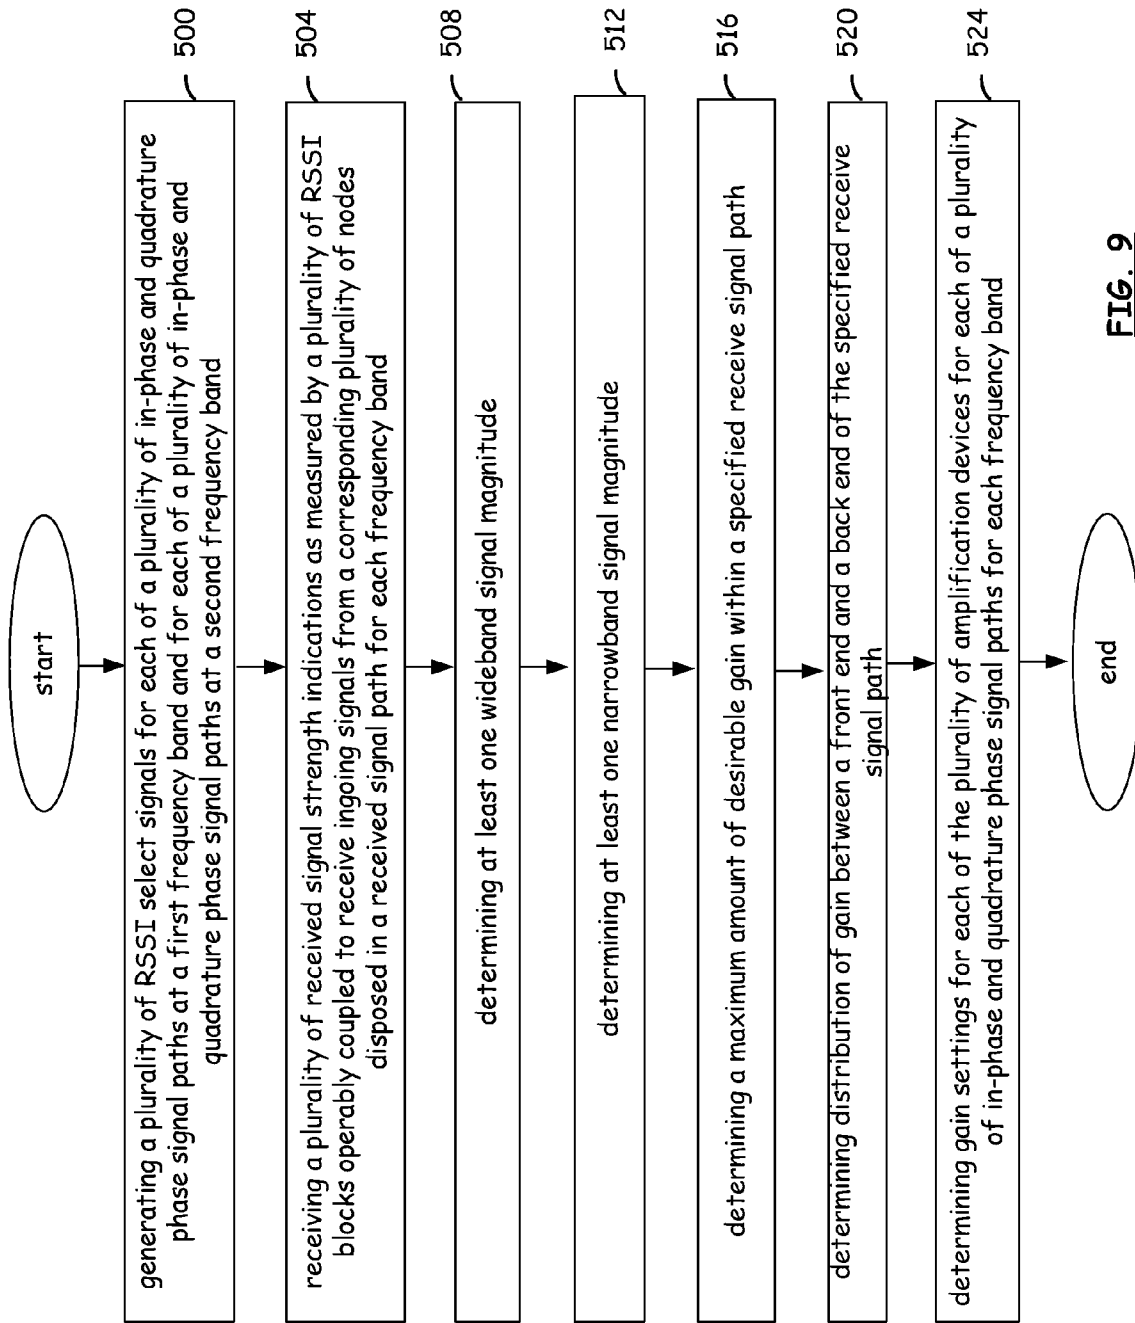 start
generating a plurality of RSSI select signals for each of a plurality of in-phase and quadrature
phase signal paths at a first frequency band and for each of a plurality of in-phase and
quadrature phase signal paths at a second frequency band
500
receiving a plurality of received signal strength indications as measured by a plurality of RSSI
blocks operably coupled to receive ingoing signals from a corresponding plurality of nodes
disposed in a received signal path for each frequency band
504
determining at least one wideband signal magnitude
508
determining at least one narrowband signal magnitude
512
determining a maximum amount of desirable gain within a specified receive signal path
516
determining distribution of gain between a front end and a back end of the specified receive
signal path
520
determining gain settings for each of the plurality of amplification devices for each of a plurality
of in-phase and quadrature phase signal paths for each frequency band
524
end
FIG. 9